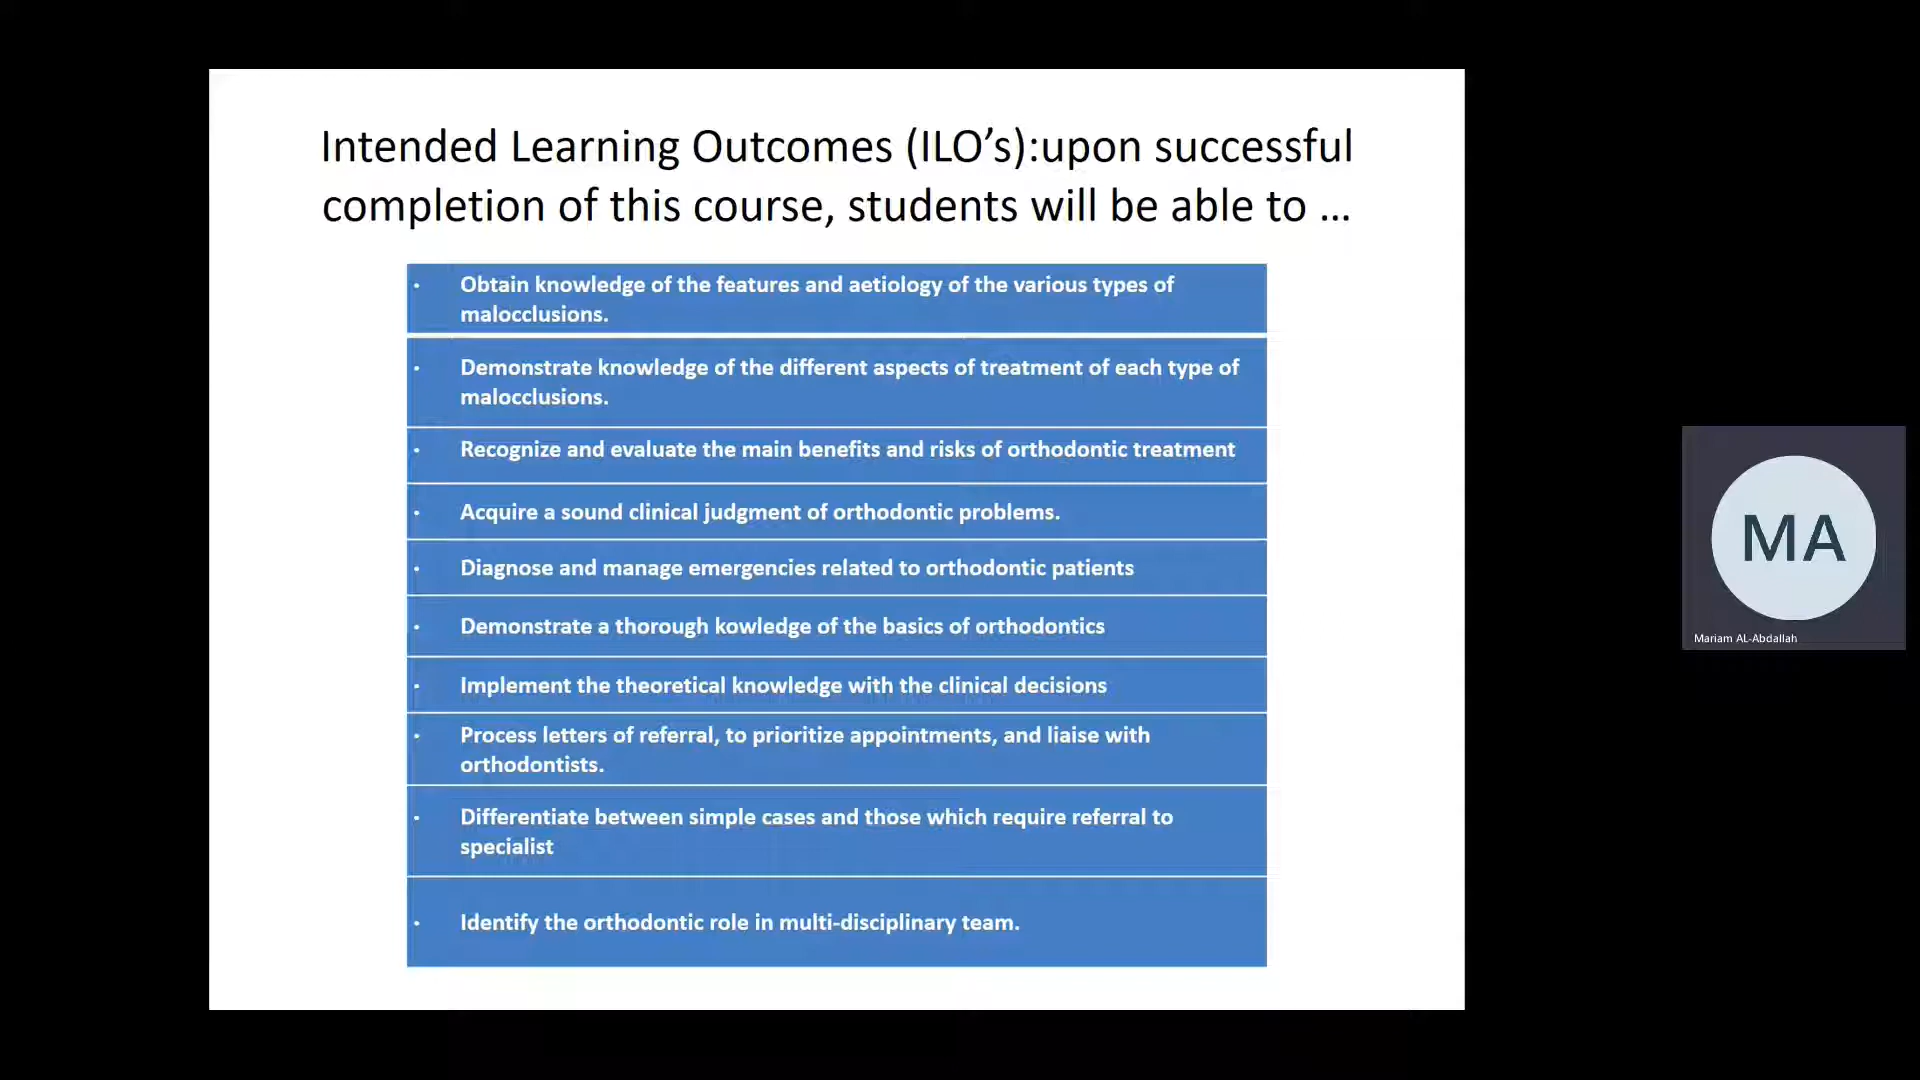 Intended Learning Outcomes (ILO’s):upon successful
completion of this course, students will be able to …
• Obtain knowledge of the features and aetiology of the various types of
malocclusions.
• Demonstrate knowledge of the different aspects of treatment of each type of
malocclusions.
• Recognize and evaluate the main benefits and risks of orthodontic treatment
• Acquire a sound clinical judgment of orthodontic problems.
• Diagnose and manage emergencies related to orthodontic patients
• Demonstrate a thorough kowledge of the basics of orthodontics
• Implement the theoretical knowledge with the clinical decisions
• Process letters of referral, to prioritize appointments, and liaise with
orthodontists.
• Differentiate between simple cases and those which require referral to
specialist
• Identify the orthodontic role in multi-disciplinary team.
MA
Mariam AL-Abdallah